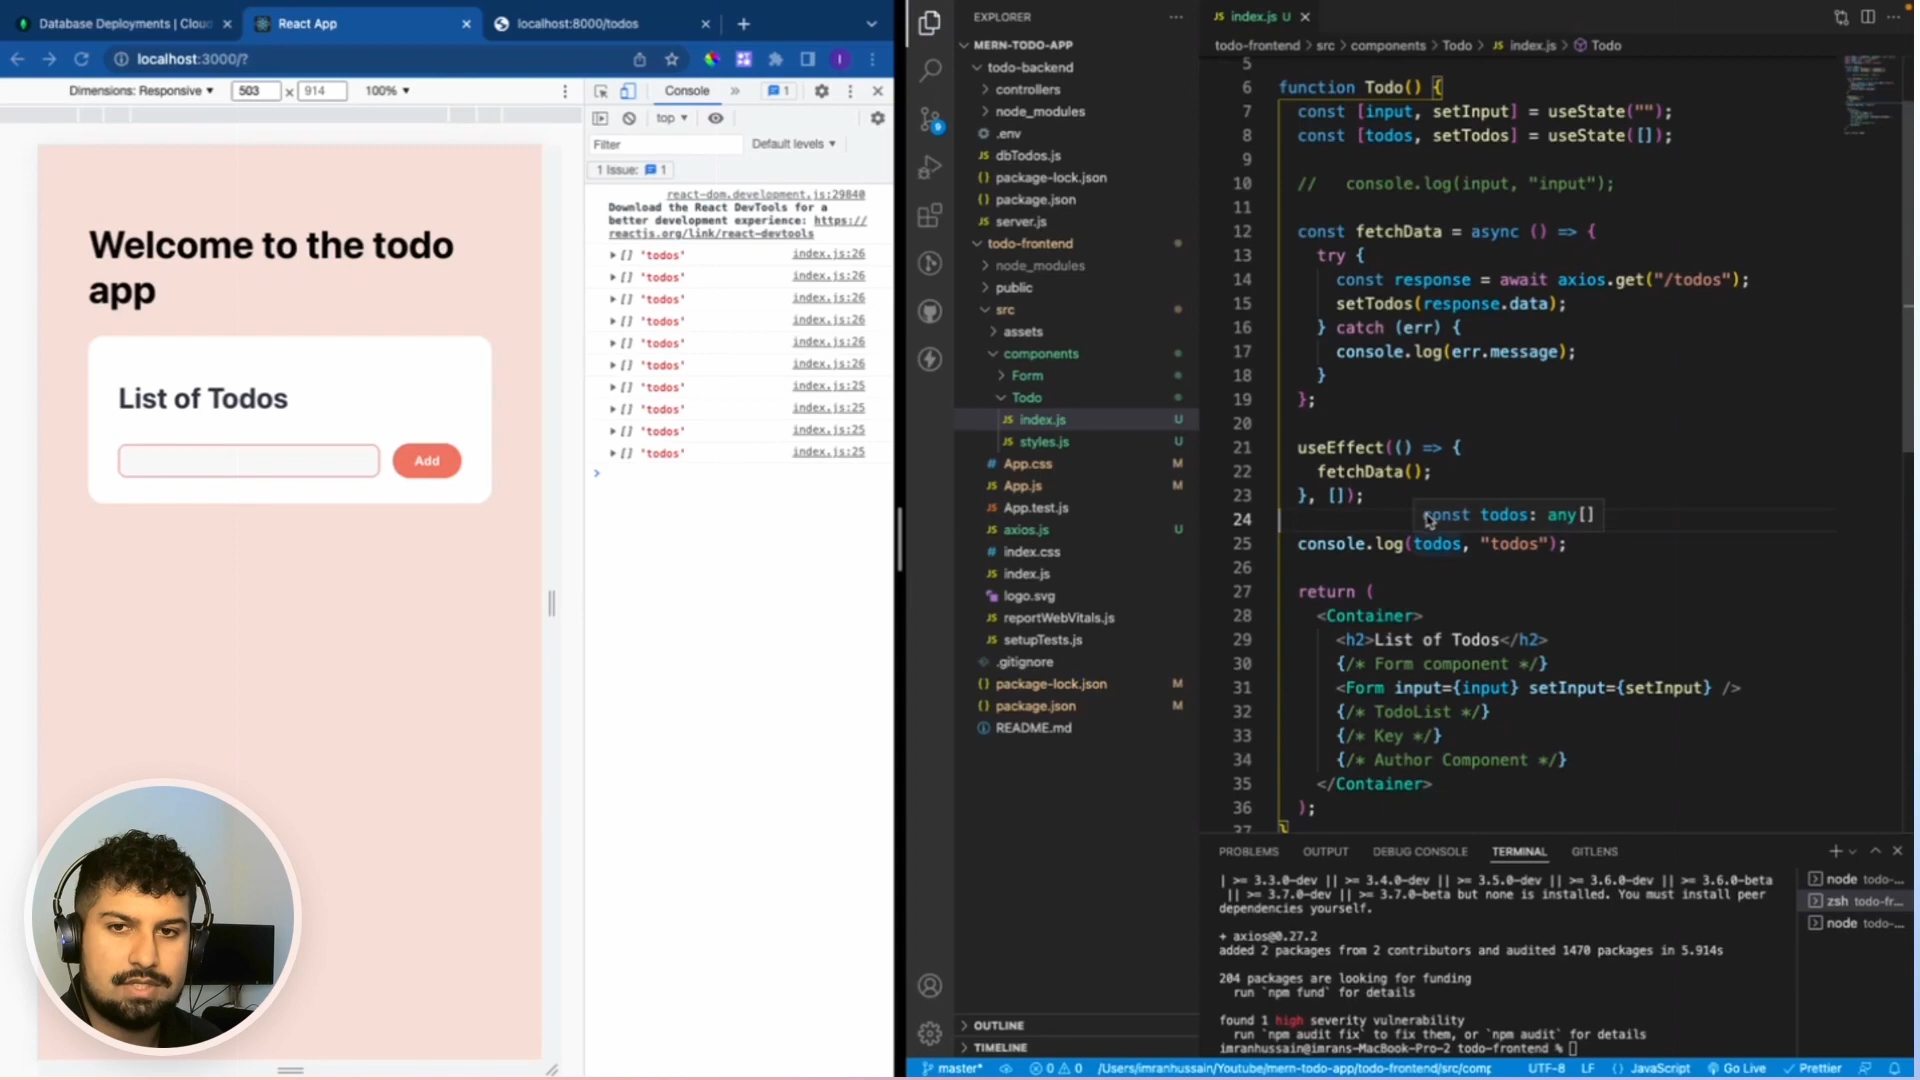 Database Deployments | Clou
React App
localhost:8000/todos
localhost:3000/?
Dimensions: Responsive
503
×
914
100%
Console
1
top
Filter
Default levels
1 Issue:
1
react-dom.development.js:29840
Download the React DevTools for a
better development experience: https://
reactjs.org/link/react-devtools
[] 'todos' index.js:26
[] 'todos' index.js:26
[] 'todos' index.js:26
[] 'todos' index.js:26
[] 'todos' index.js:26
[] 'todos' index.js:26
[] 'todos' index.js:25
[] 'todos' index.js:25
[] 'todos' index.js:25
[] 'todos' index.js:25
Welcome to the todo
app
List of Todos
Add
EXPLORER
MERN-TODO-APP
todo-backend
controllers
node_modules
.env
dbTodos.js
package-lock.json
package.json
server.js
todo-frontend
node_modules
public
src
assets
components
Form
Todo
index.js U
styles.js U
App.css M
App.js M
App.test.js
axios.js U
index.css
index.js
logo.svg
reportWebVitals.js
setupTests.js
.gitignore
package-lock.json M
package.json M
README.md
OUTLINE
TIMELINE
JS index.js U
todo-frontend > src > components > Todo > JS index.js > Todo
5
6 function Todo() {
7 const [input, setInput] = useState("");
8 const [todos, setTodos] = useState([]);
9
10 // console.log(input, "input");
11
12 const fetchData = async () => {
13 try {
14 const response = await axios.get("/todos");
15 setTodos(response.data);
16 } catch (err) {
17 console.log(err.message);
18 }
19 };
20
21 useEffect(() => {
22 fetchData();
23 }, []);
24 const todos: any[]
25 console.log(todos, "todos");
26
27 return (
28 <Container>
29 <h2>List of Todos</h2>
30 {/* Form component */}
31 <Form input={input} setInput={setInput} />
32 {/* TodoList */}
33 {/* Key */}
34 {/* Author Component */}
35 </Container>
36 );
37 }
PROBLEMS OUTPUT DEBUG CONSOLE TERMINAL GITLENS
| >= 3.3.0-dev || >= 3.4.0-dev || >= 3.5.0-dev || >= 3.6.0-dev || >= 3.6.0-beta
|| >= 3.7.0-dev || >= 3.7.0-beta but none is installed. You must install peer
dependencies yourself.
+ axios@0.27.2
added 2 packages from 2 contributors and audited 1470 packages in 5.914s
204 packages are looking for funding
run `npm fund` for details
found 1 high severity vulnerability
run `npm audit fix` to fix them, or `npm audit` for details
imranhussain@imrans-MacBook-Pro-2 todo-frontend %
node todo-...
zsh todo-fr...
node todo-...
master* 0 0 /Users/imranhussain/Youtube/mern-todo-app/todo-frontend/src/comp UTF-8 LF {} JavaScript Go Live Prettier